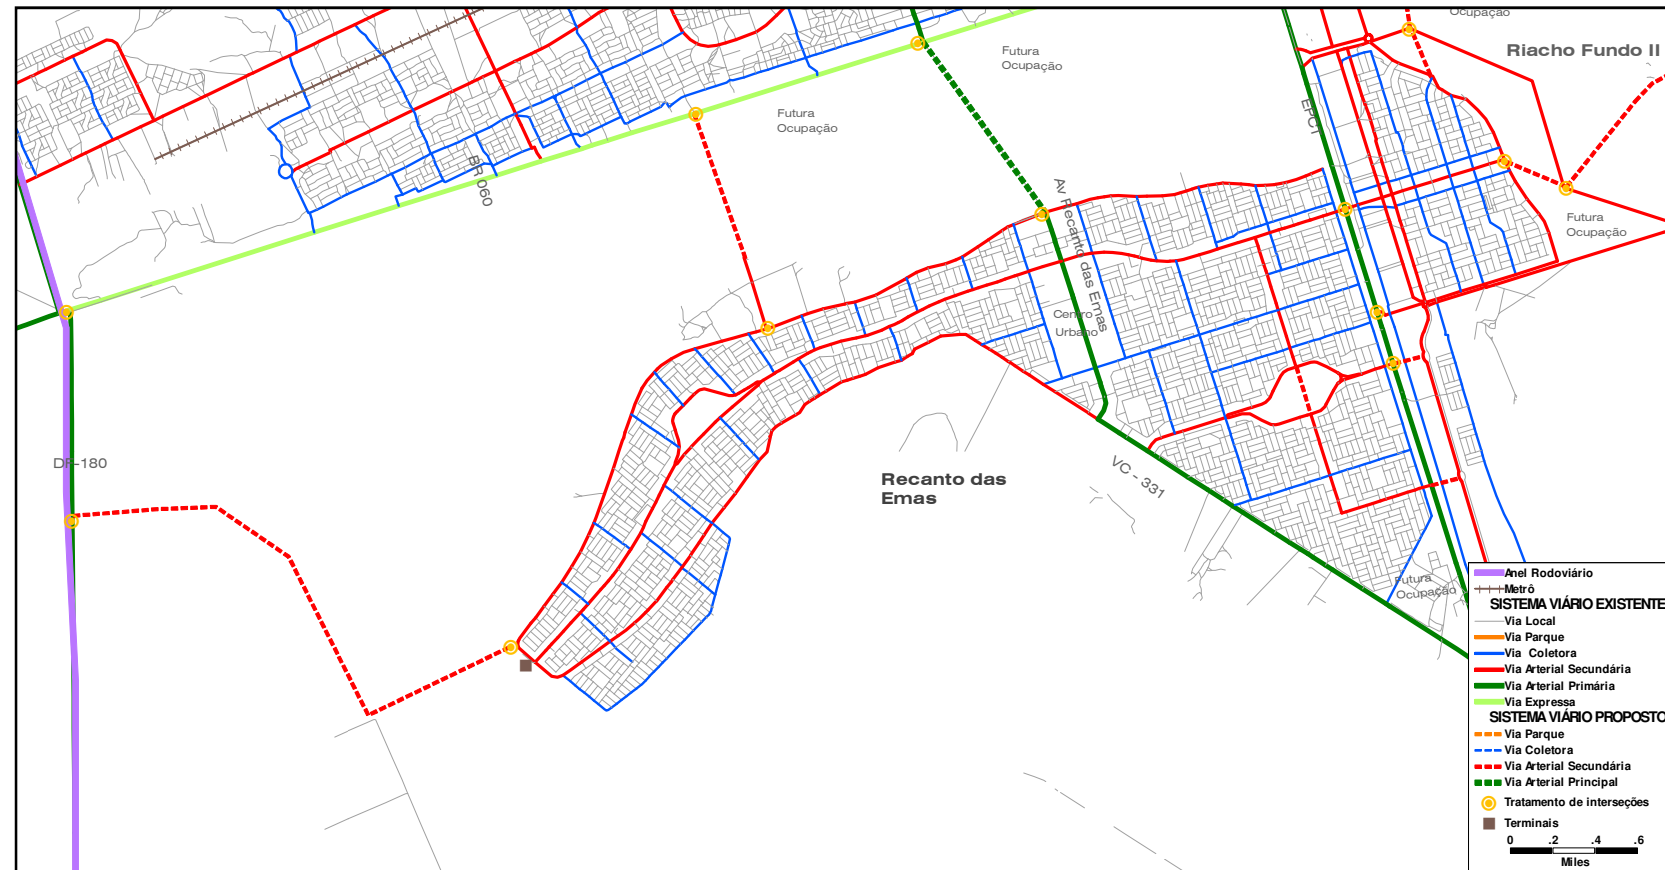 Ocupação
Riacho Fundo II
Futura
Ocupação
Futura
Ocupação
EPCT
BR 060
Av Recanto das Emas
Futura
Ocupação
Centro
Urbano
DF-180
VC - 331
Recanto das
Emas
Futura
Ocupação
Anel Rodoviário
Metrô
SISTEMA VIÁRIO EXISTENTE
Via Local
Via Parque
Via Coletora
Via Arterial Secundária
Via Arterial Primária
Via Expressa
SISTEMA VIÁRIO PROPOSTO
Via Parque
Via Coletora
Via Arterial Secundária
Via Arterial Principal
Tratamento de interseções
Terminais
0 .2 .4 .6
Miles